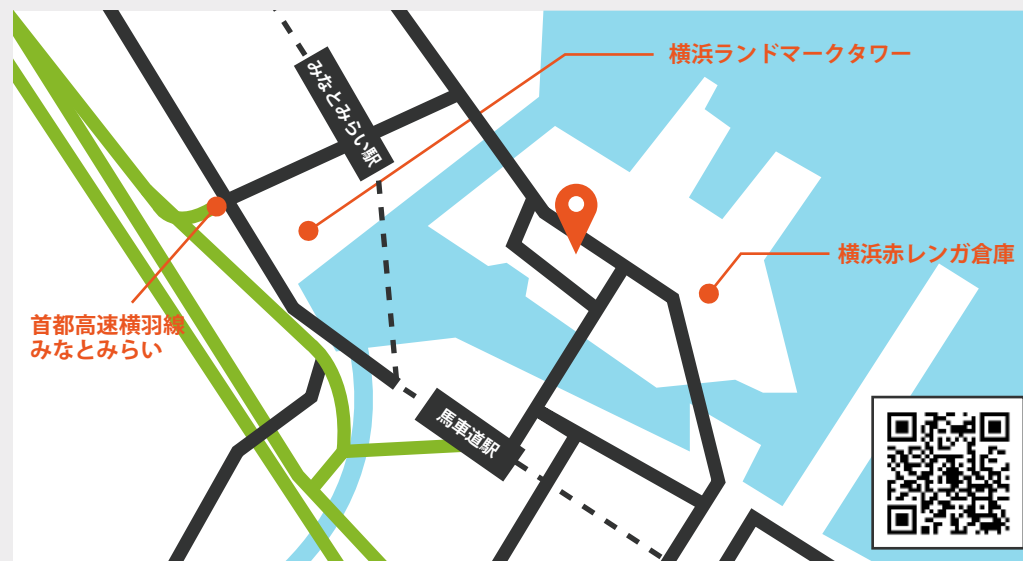 横浜ランドマークタワー
みなとみらい駅
横浜赤レンガ倉庫
首都高速横羽線
みなとみらい
馬車道駅